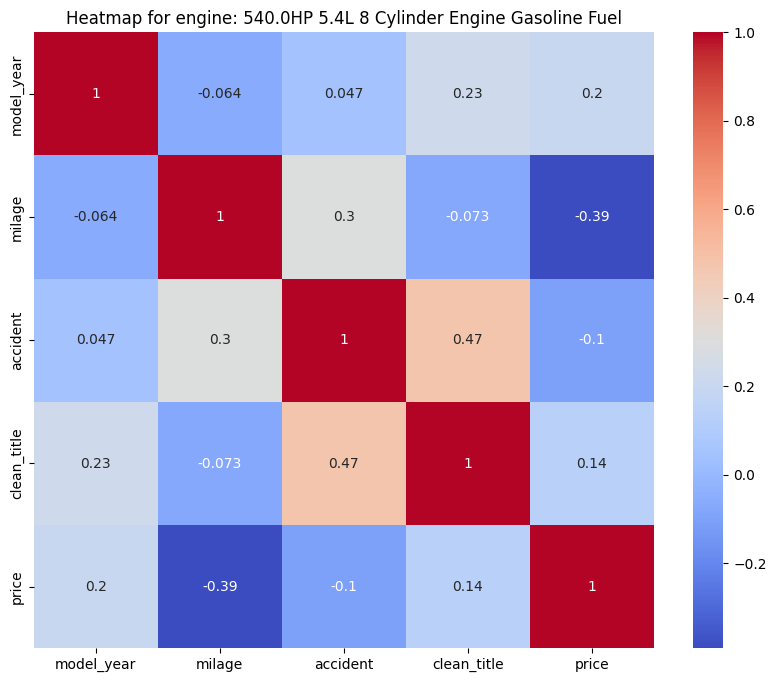 Heatmap for engine: 540.0HP 5.4L 8 Cylinder Engine Gasoline Fuel
model_year 1 -0.064 0.047 0.23 0.2
milage -0.064 1 0.3 -0.073 -0.39
accident 0.047 0.3 1 0.47 -0.1
clean_title 0.23 -0.073 0.47 1 0.14
price 0.2 -0.39 -0.1 0.14 1
model_year milage accident clean_title price
1.0
0.8
0.6
0.4
0.2
0.0
−0.2